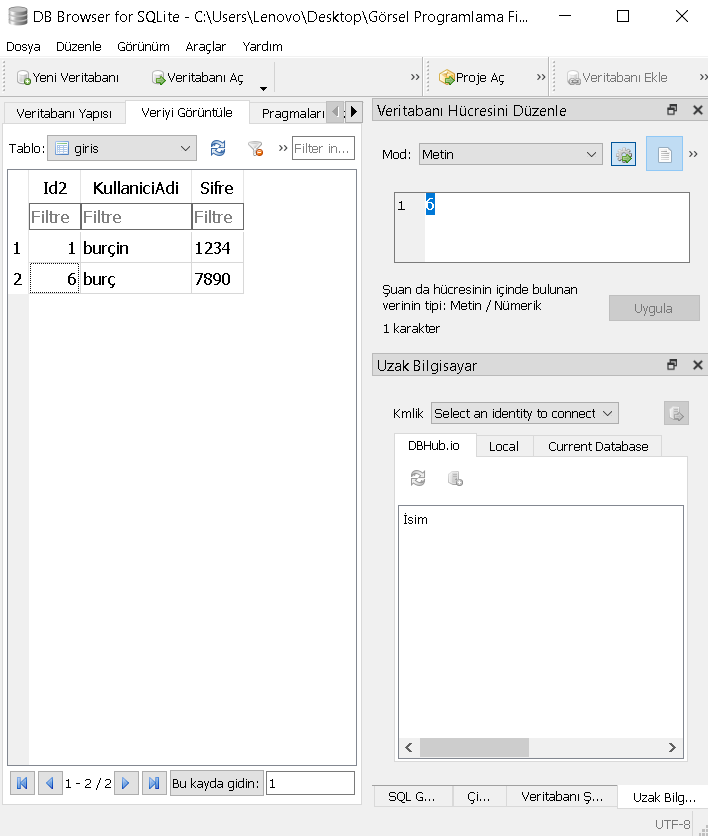 DB Browser for SQLite - C:\Users\Lenovo\Desktop\Görsel Programlama Fi...
Dosya Düzenle Görünüm Araçlar Yardım
Yeni Veritabanı Veritabanı Aç » Proje Aç » Veritabanı Ekle »
Veritabanı Yapısı Veriyi Görüntüle Pragmaları
Tablo: giris » Filter in...
Id2 KullaniciAdi Sifre
Filtre Filtre Filtre
1 1 burçin 1234
2 6 burç 7890
1 - 2 / 2 Bu kayda gidin: 1
Veritabanı Hücresini Düzenle
Mod: Metin »
1 6
Şuan da hücresinin içinde bulunan
verinin tipi: Metin / Nümerik
1 karakter
Uygula
Uzak Bilgisayar
Kmlik Select an identity to connect
DBHub.io Local Current Database
İsim
SQL G... Çi... Veritabanı Ş... Uzak Bilg...
UTF-8